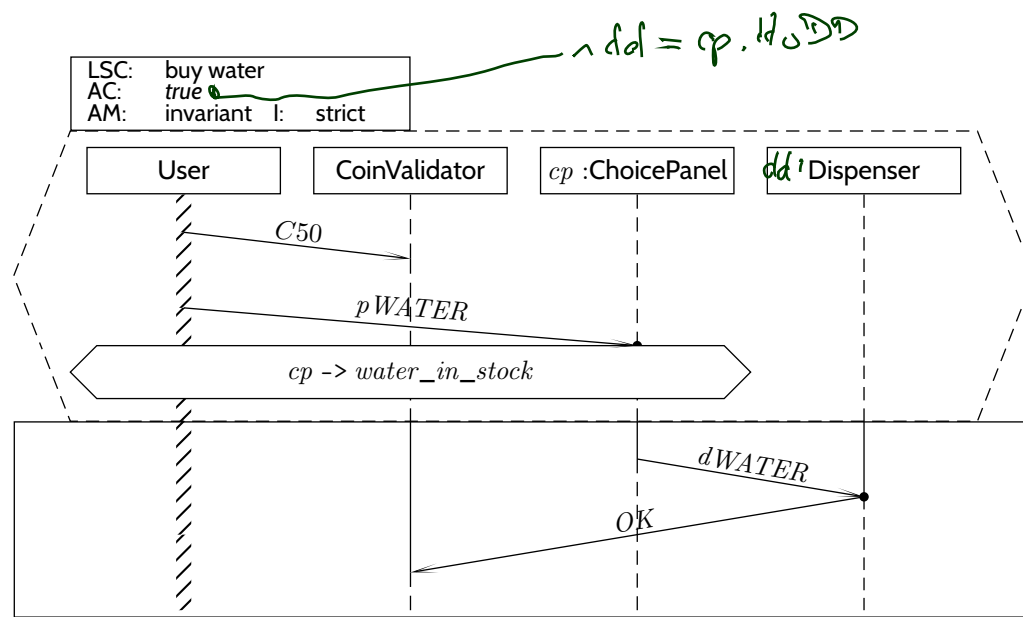 ∧ dd = cp.
LSC: buy water
AC: true
AM: invariant I: strict
User CoinValidator cp :ChoicePanel dd: Dispenser
C50
pWATER
cp -> water_in_stock
dWATER
OK